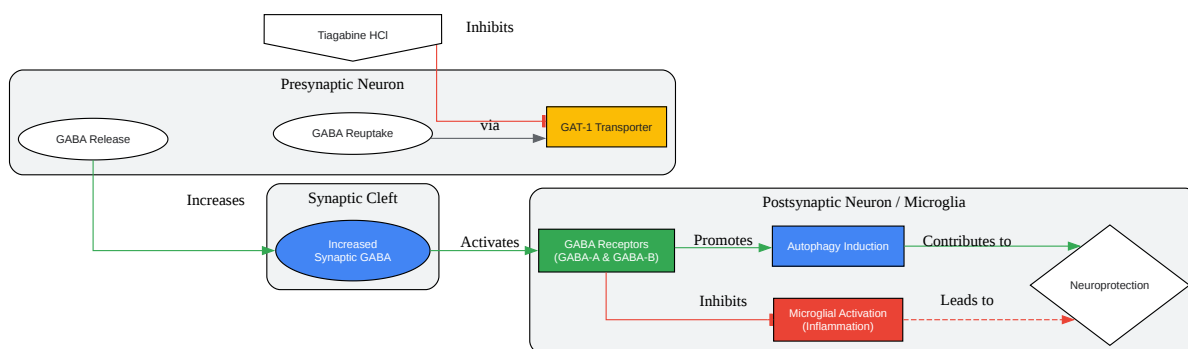 Tiagabine HCl
Inhibits
Presynaptic Neuron
GABA Release
GABA Reuptake
via
GAT-1 Transporter
Increases
Synaptic Cleft
Increased
Synaptic GABA
Activates
Postsynaptic Neuron / Microglia
GABA Receptors
(GABA-A & GABA-B)
Promotes
Autophagy Induction
Contributes to
Neuroprotection
Inhibits
Microglial Activation
(Inflammation)
Leads to